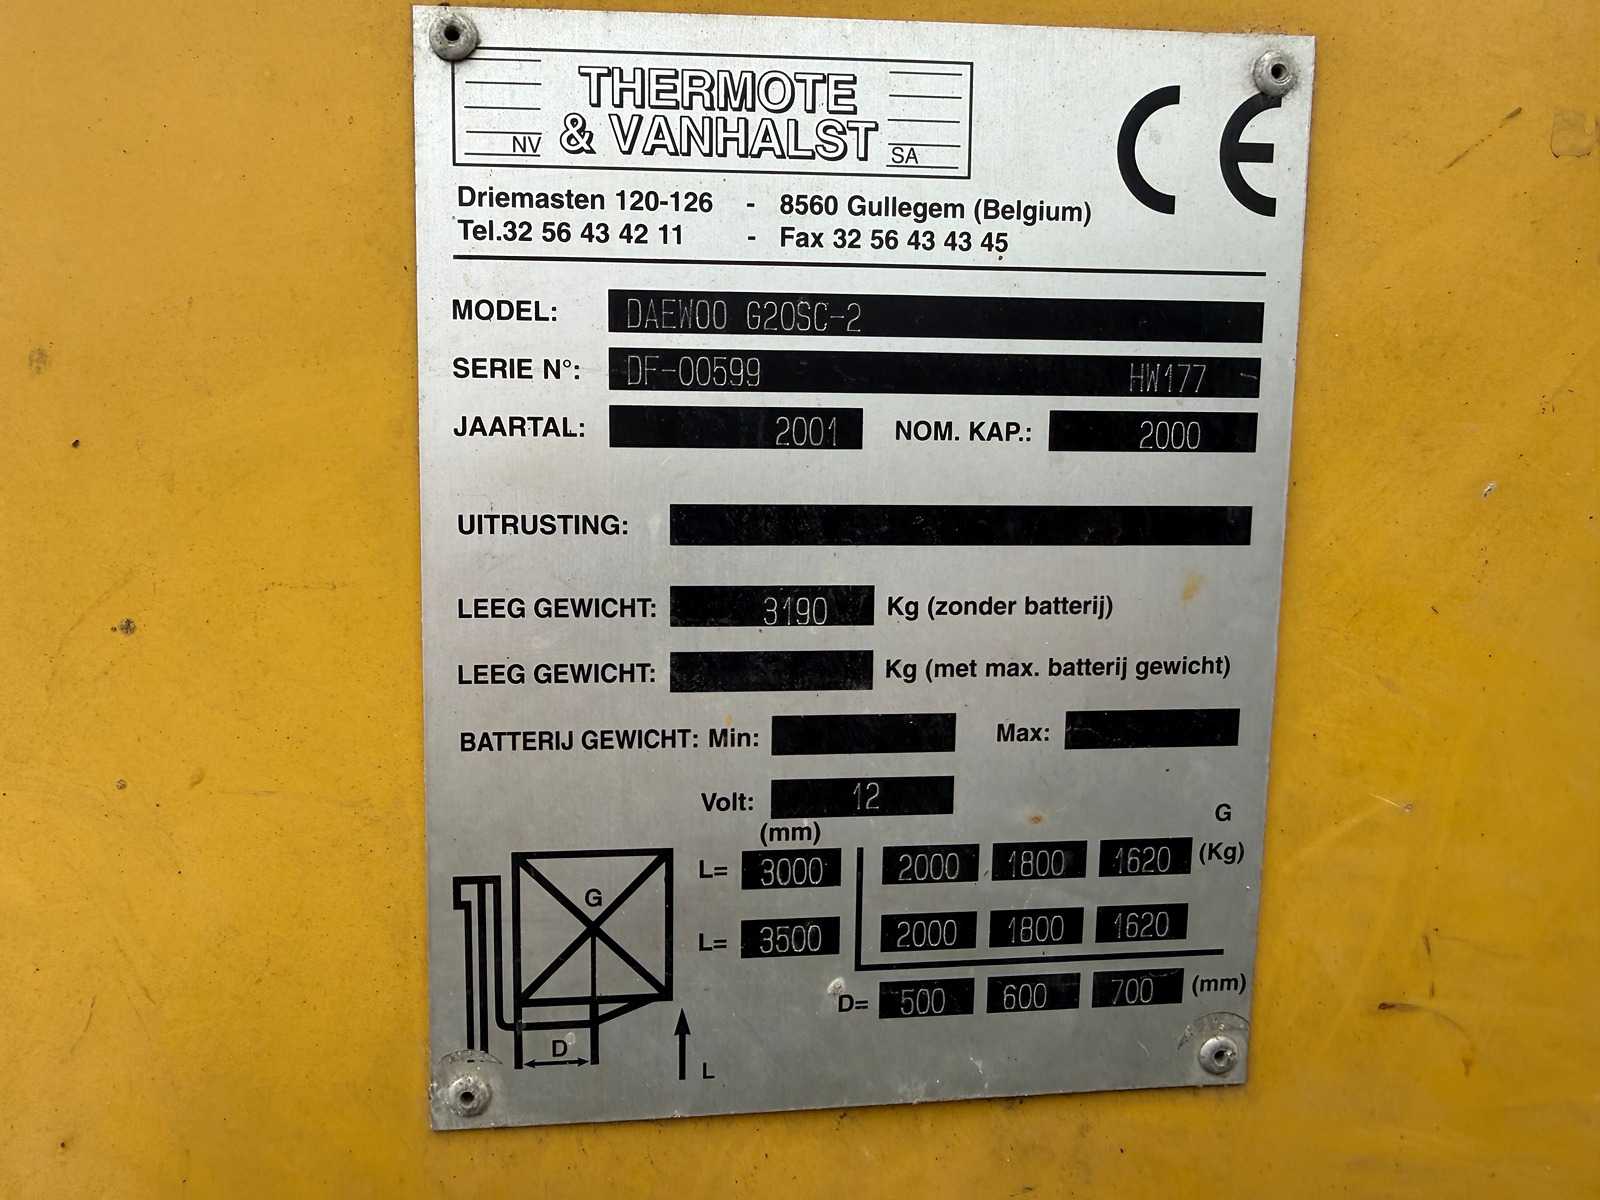 THERMOTE
NV & VANHALST SA
CE
Driemasten 120-126 - 8560 Gullegem (Belgium)
Tel.32 56 43 42 11 - Fax 32 56 43 43 45
MODEL: DAEWOO G20SC-2
SERIE N°: DF-00599 HW177
JAARTAL: 2001 NOM. KAP.: 2000
UITRUSTING:
LEEG GEWICHT: 3190 Kg (zonder batterij)
LEEG GEWICHT: Kg (met max. batterij gewicht)
BATTERIJ GEWICHT: Min: Max:
Volt: 12
(mm) G
L= 3000 2000 1800 1620 (Kg)
L= 3500 2000 1800 1620
D= 500 600 700 (mm)
G
D
L